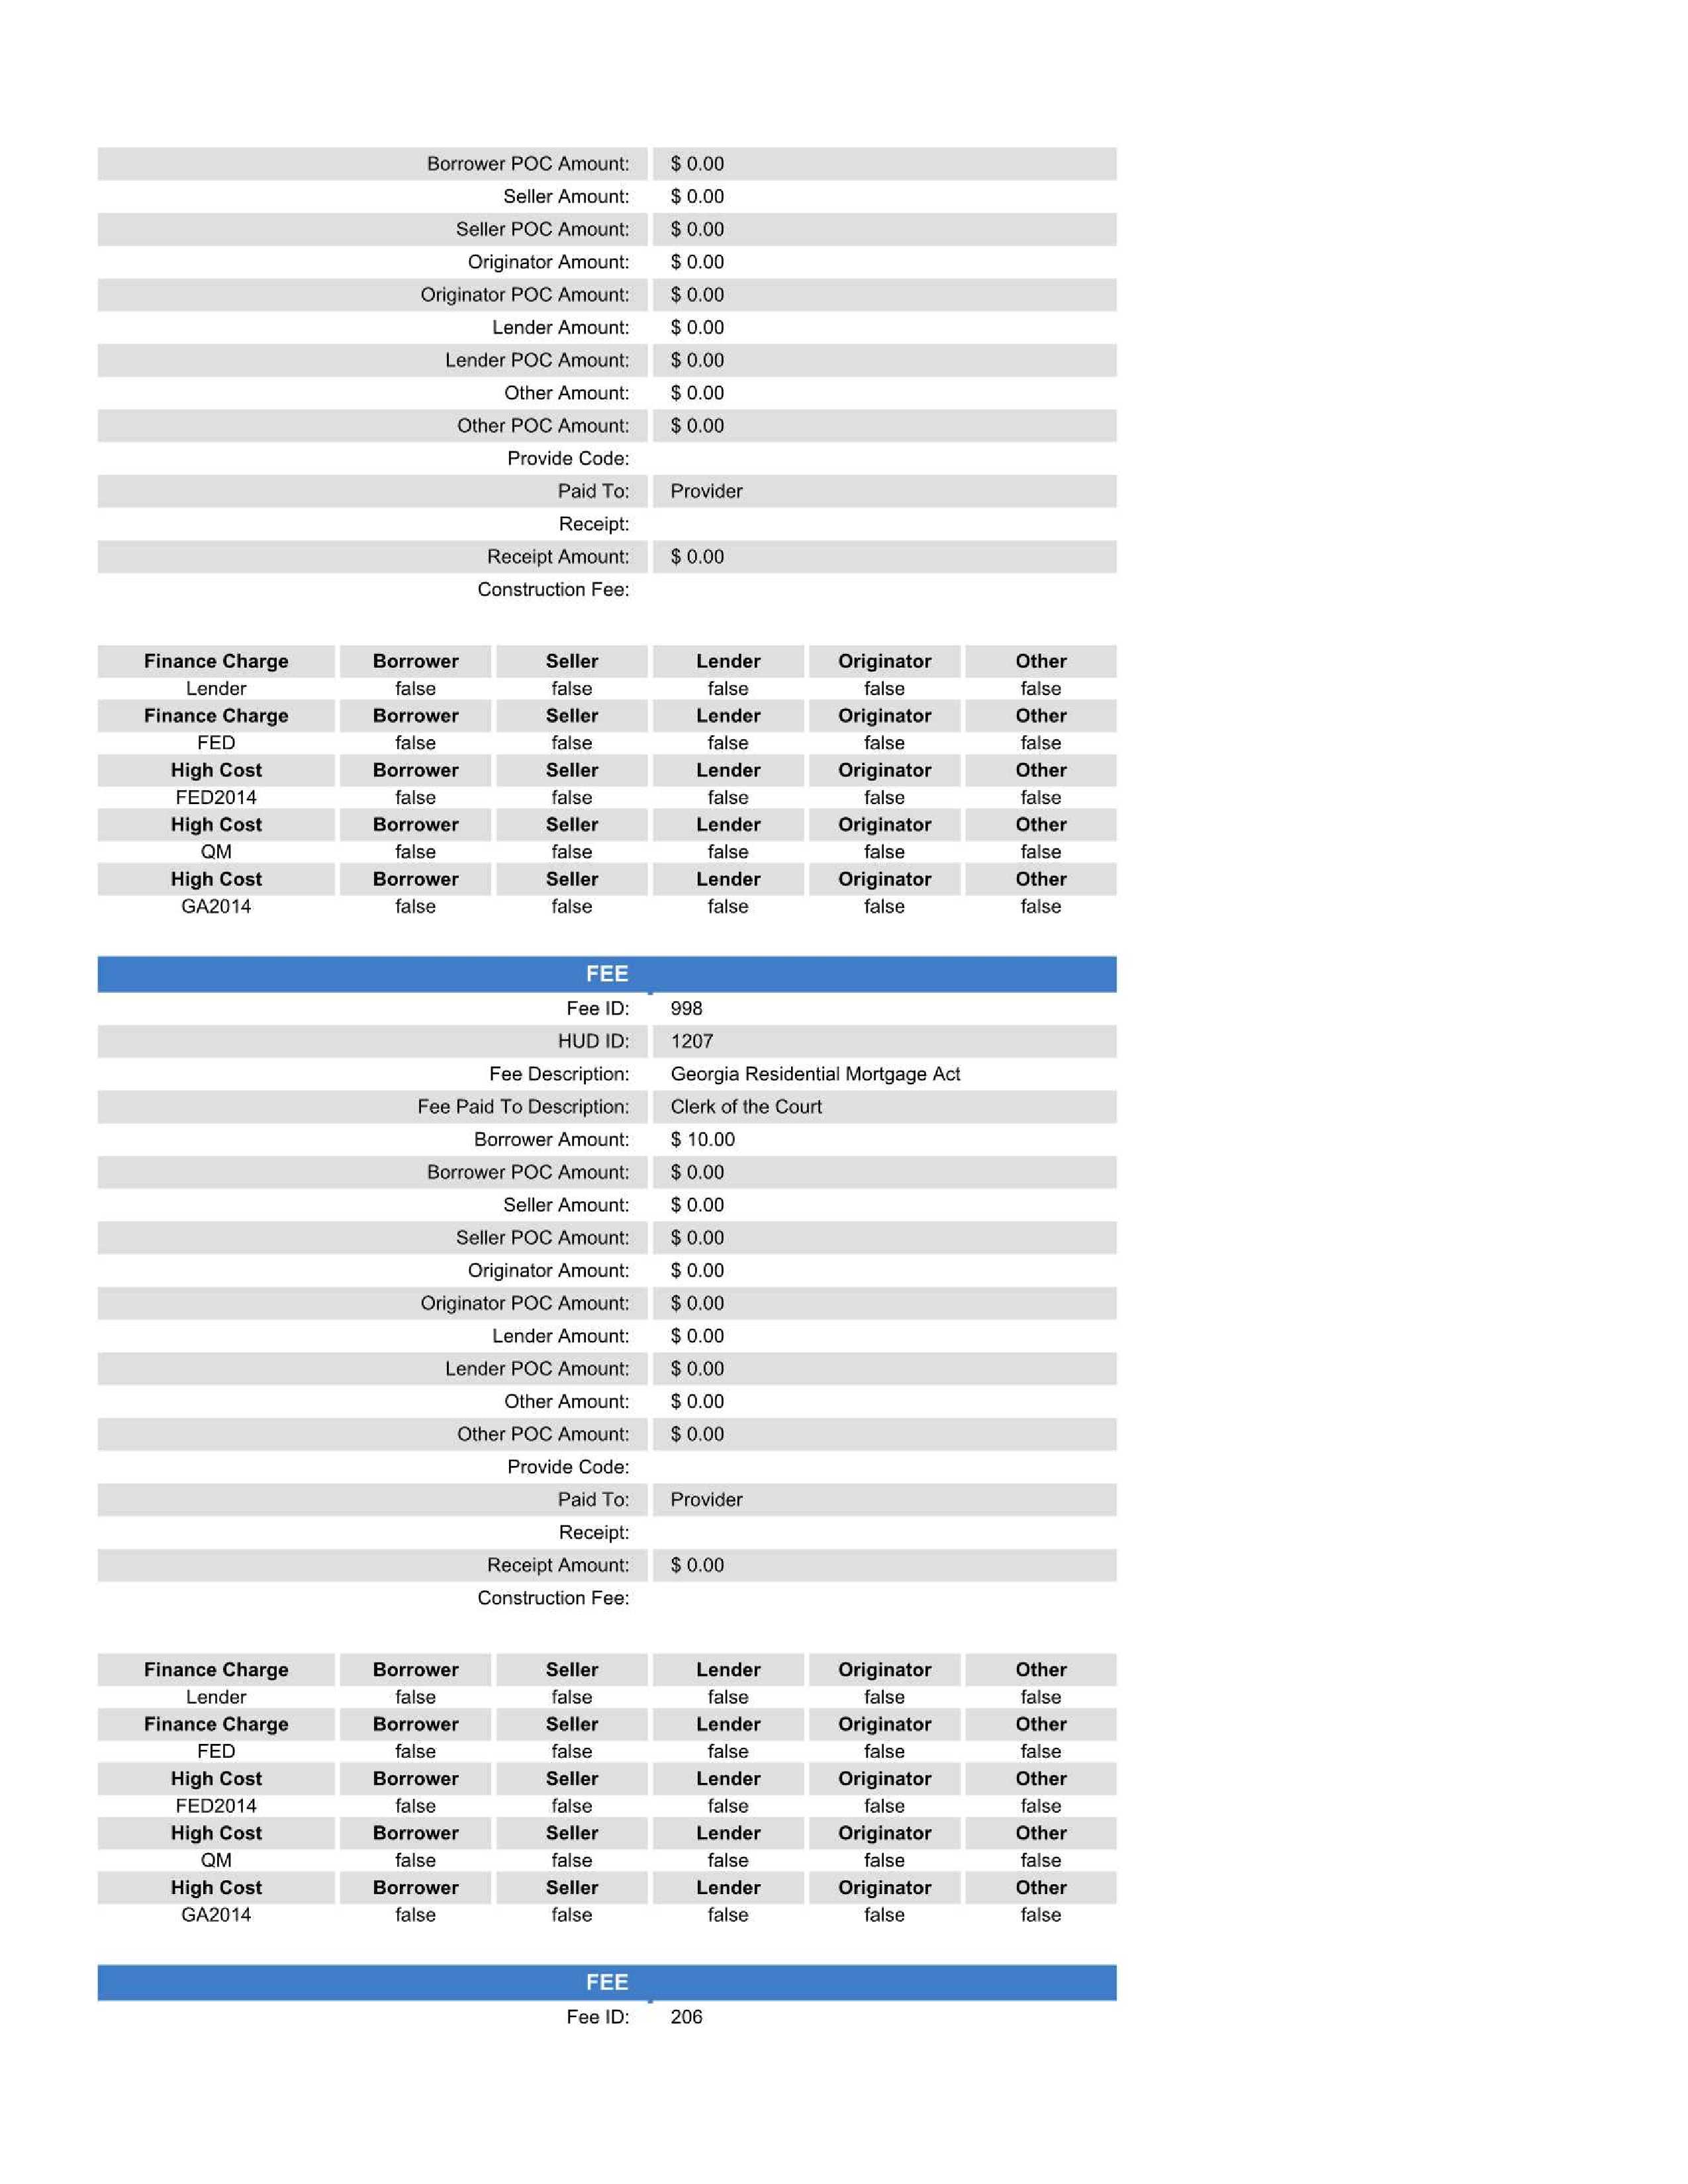 Borrower POC Amount: $ 0.00
Seller Amount: $ 0.00
Seller POC Amount: $ 0.00
Originator Amount: $ 0.00
Originator POC Amount: $ 0.00
Lender Amount: $ 0.00
Lender POC Amount: $ 0.00
Other Amount: $ 0.00
Other POC Amount: $ 0.00
Provide Code:
Paid To: Provider
Receipt:
Receipt Amount: $ 0.00
Construction Fee:
Finance Charge Borrower Seller Lender Originator Other
Lender false false false false false
Finance Charge Borrower Seller Lender Originator Other
FED false false false false false
High Cost Borrower Seller Lender Originator Other
FED2014 false false false false false
High Cost Borrower Seller Lender Originator Other
QM false false false false false
High Cost Borrower Seller Lender Originator Other
GA2014 false false false false false
FEE
Fee ID: 998
HUD ID: 1207
Fee Description: Georgia Residential Mortgage Act
Fee Paid To Description: Clerk of the Court
Borrower Amount: $ 10.00
Borrower POC Amount: $ 0.00
Seller Amount: $ 0.00
Seller POC Amount: $ 0.00
Originator Amount: $ 0.00
Originator POC Amount: $ 0.00
Lender Amount: $ 0.00
Lender POC Amount: $ 0.00
Other Amount: $ 0.00
Other POC Amount: $ 0.00
Provide Code:
Paid To: Provider
Receipt:
Receipt Amount: $ 0.00
Construction Fee:
Finance Charge Borrower Seller Lender Originator Other
Lender false false false false false
Finance Charge Borrower Seller Lender Originator Other
FED false false false false false
High Cost Borrower Seller Lender Originator Other
FED2014 false false false false false
High Cost Borrower Seller Lender Originator Other
QM false false false false false
High Cost Borrower Seller Lender Originator Other
GA2014 false false false false false
FEE
Fee ID: 206